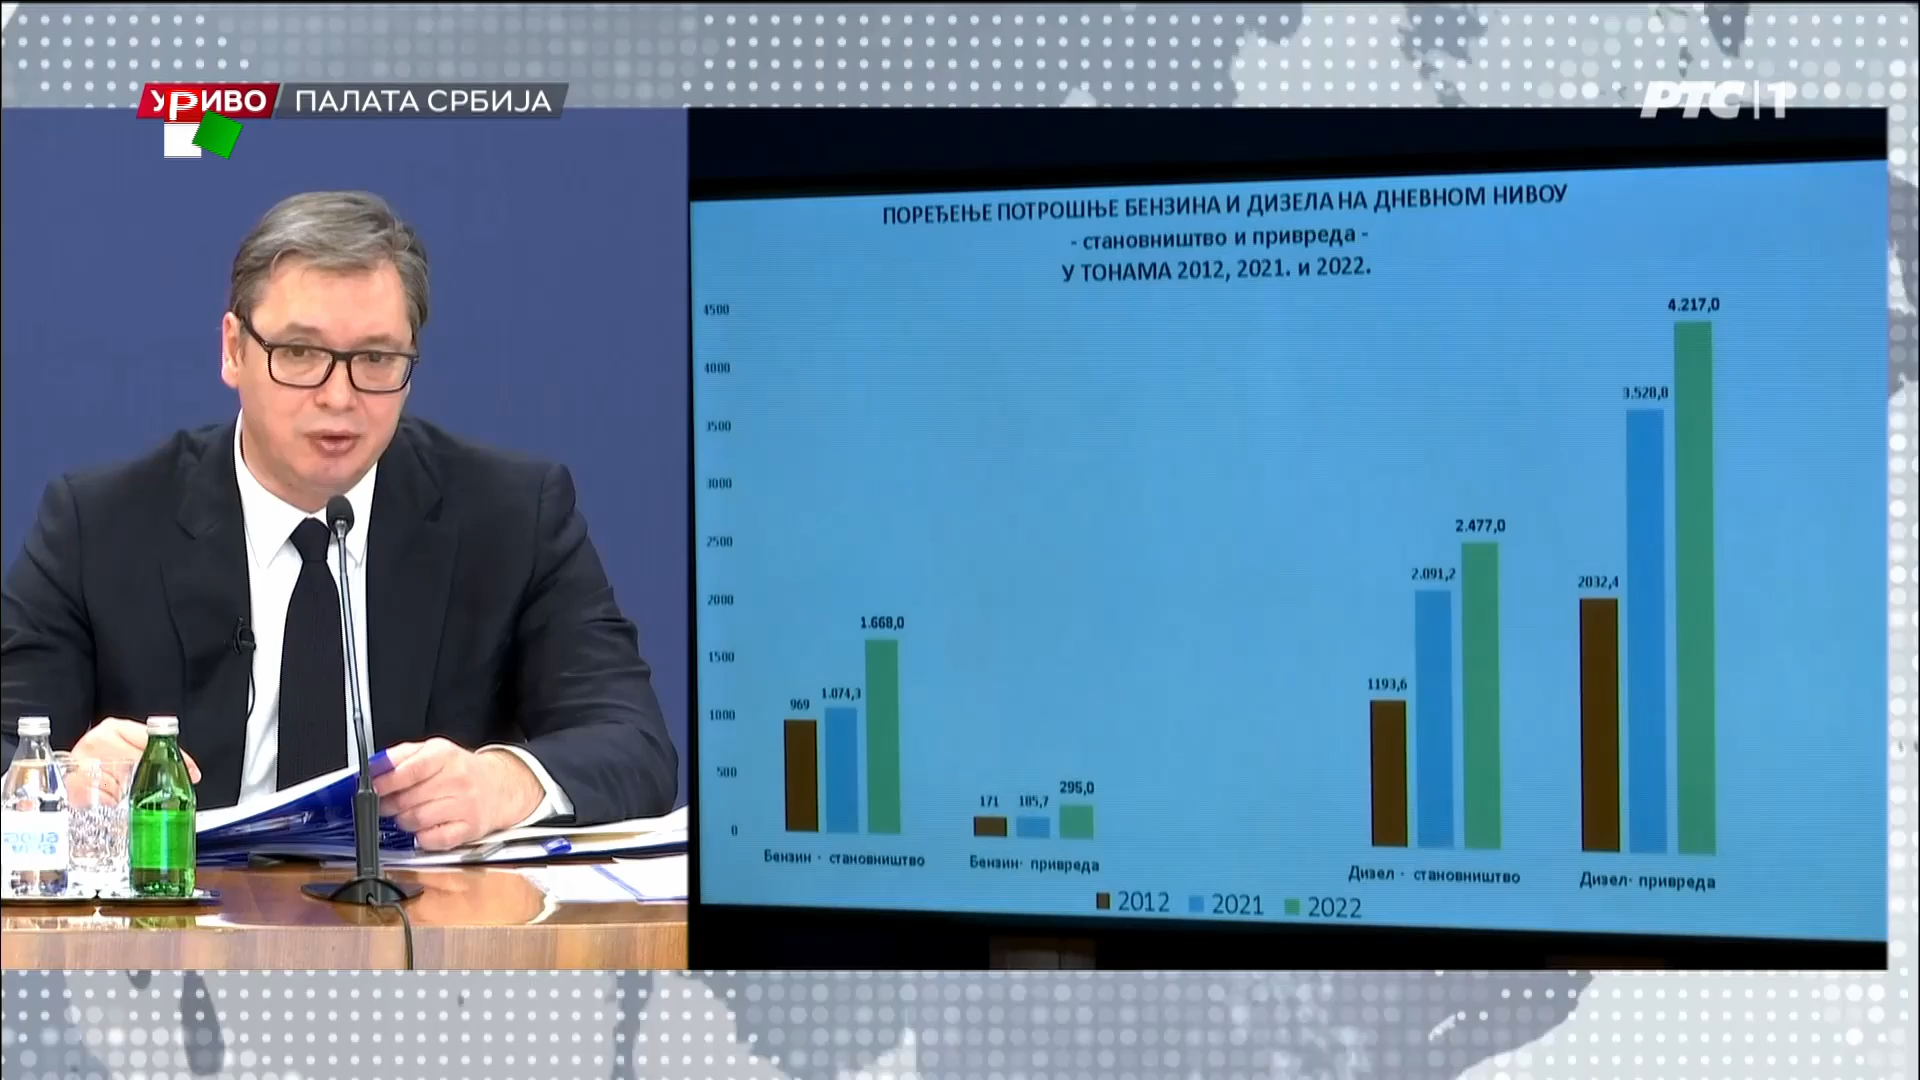 УРИВО
ПАЛАТА СРБИЈА
РТС|1
ПОРЕЂЕЊЕ ПОТРОШЊЕ БЕНЗИНА И ДИЗЕЛА НА ДНЕВНОМ НИВОУ
- становништво и привреда -
У ТОНАМА 2012, 2021. и 2022.
4500
4000
3500
3000
2500
2000
1500
1000
500
0
969
1.074,3
1.668,0
171
185,7
295,0
1193,6
2.091,2
2.477,0
2032,4
3.528,8
4.217,0
Бензин - становништво
Бензин- привреда
Дизел - становништво
Дизел- привреда
2012
2021
2022